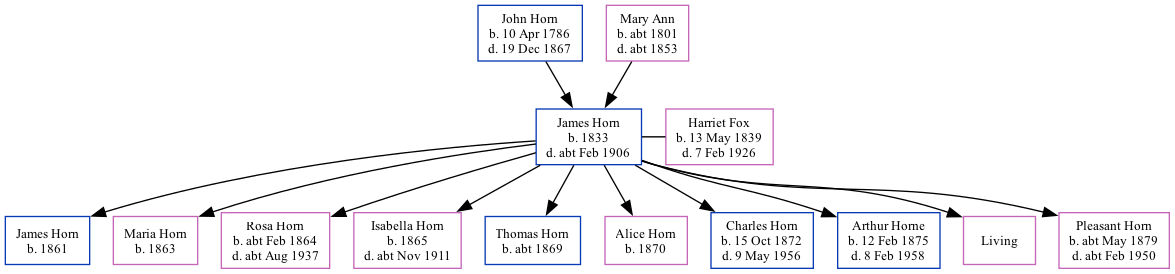 John Horn
b. 10 Apr 1786
d. 19 Dec 1867
Mary Ann
b. abt 1801
d. abt 1853
James Horn
b. 1833
d. abt Feb 1906
Harriet Fox
b. 13 May 1839
d. 7 Feb 1926
James Horn
b. 1861
Maria Horn
b. 1863
Rosa Horn
b. abt Feb 1864
d. abt Aug 1937
Isabella Horn
b. 1865
d. abt Nov 1911
Thomas Horn
b. abt 1869
Alice Horn
b. 1870
Charles Horn
b. 15 Oct 1872
d. 9 May 1956
Arthur Horne
b. 12 Feb 1875
d. 8 Feb 1958
Living
Pleasant Horn
b. abt May 1879
d. abt Feb 1950